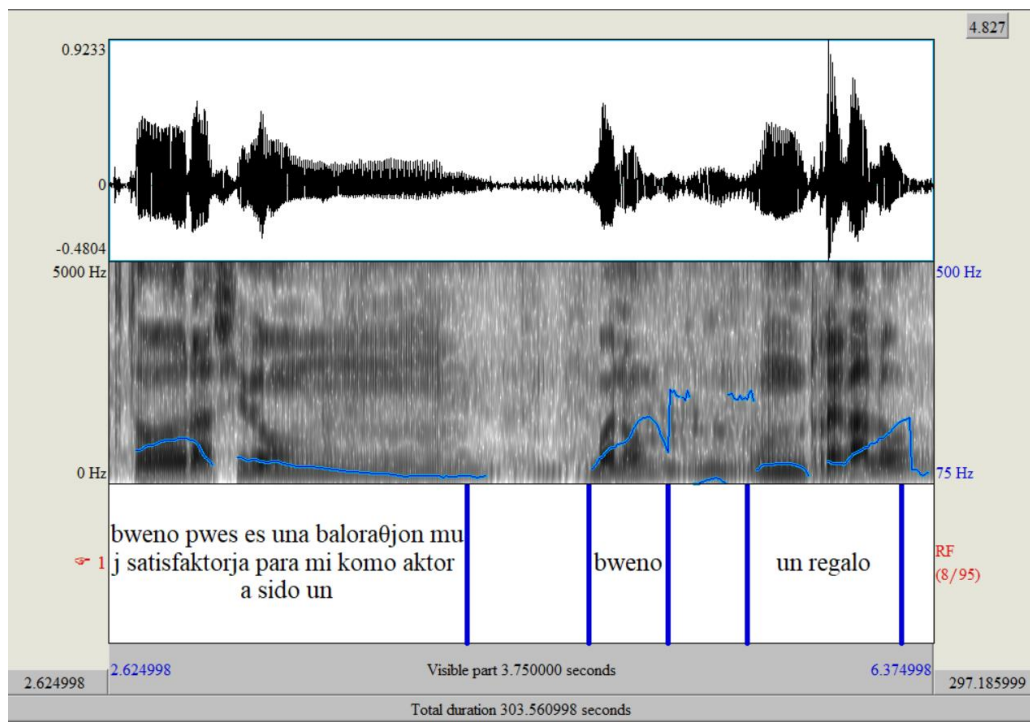 4.827
0.9233
0
-0.4804
5000 Hz
500 Hz
0 Hz
75 Hz
bweno pwes es una baloraθjon mu
j satisfaktorja para mi komo aktor
a sido un
bweno
un regalo
☞ 1
RF
(8/95)
2.624998
Visible part 3.750000 seconds
6.374998
2.624998
297.185999
Total duration 303.560998 seconds